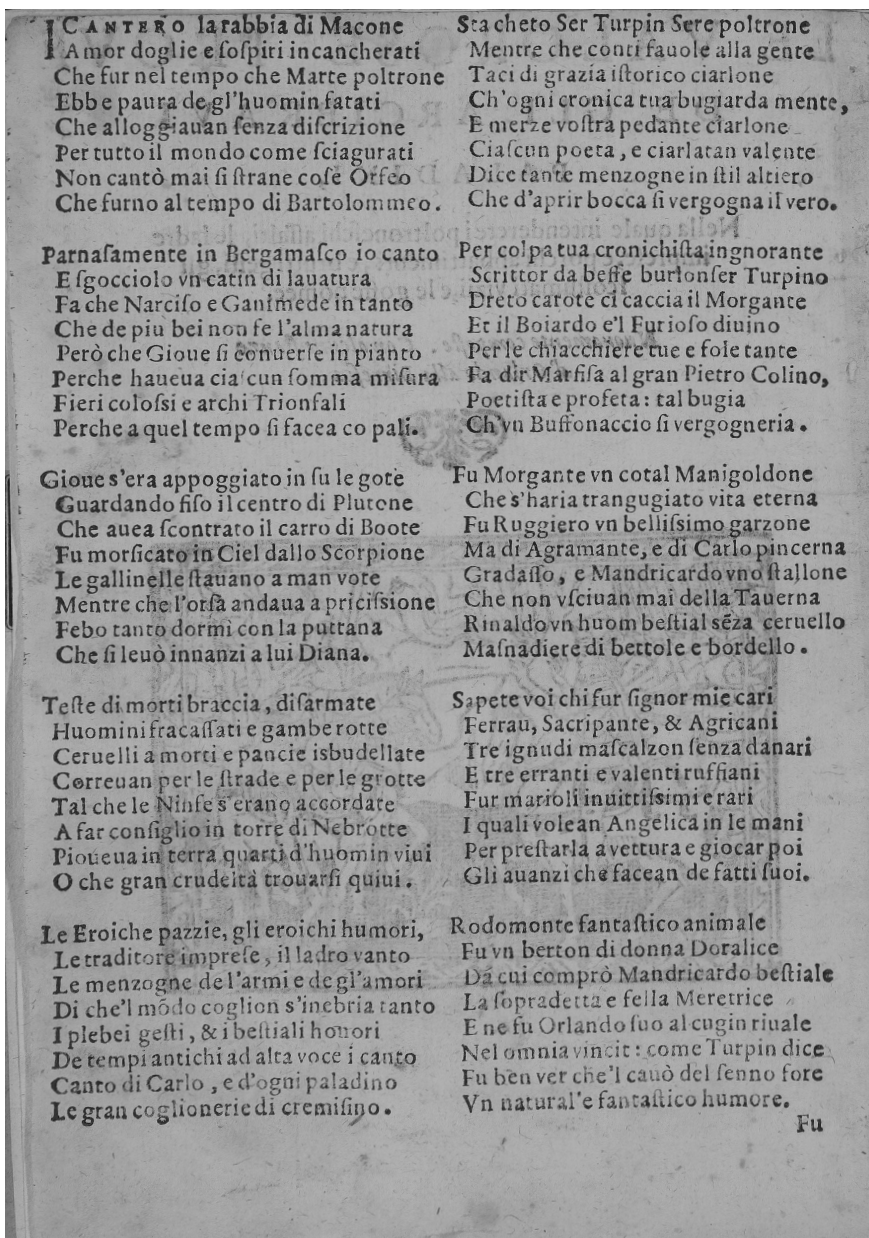 I CANTERO la rabbia di Macone
Amor doglie e ſoſpiri incancherati
Che fur nel tempo che Marte poltrone
Ebb e paura de gl'huomin fatati
Che alloggiauan ſenza diſcrizione
Per tutto il mondo come ſciagurati
Non cantò mai ſi ſtrane coſe Orfeo
Che furno al tempo di Bartolommeo.
Parnaſamente in Bergamaſco io canto
E ſgocciolo vn catin di lauatura
Fa che Narciſo e Ganimede in tanto
Che de piu bei non fe l'alma natura
Però che Gioue ſi conuerſe in pianto
Perche haueua cia cun ſomma miſura
Fieri coloſsi e archi Trionfali
Perche a quel tempo ſi facea co pali.
Gioue s'era appoggiato in ſu le gote
Guardando fiſo il centro di Plutone
Che auea ſcontrato il carro di Boote
Fu morſicato in Ciel dallo Scorpione
Le gallinelle ſtauano a man vote
Mentre che l'orſa andaua a priciſsione
Febo tanto dormì con la puttana
Che ſi leuò innanzi a lui Diana.
Teſte di morti braccia, diſarmate
Huomini fracaſſati e gambe rotte
Ceruelli a morti e pancie isbudellate
Correuan per le ſtrade e per le grotte
Tal che le Ninfe s'erano accordate
A far conſiglio in torre di Nebrotte
Pioueua in terra quarti d'huomin viui
O che gran crudeità trouarſi quiui.
Le Eroiche pazzie, gli eroichi humori,
Le traditore impreſe, il ladro vanto
Le menzogne de l'armi e de gl'amori
Di che'l mõdo coglion s'inebria tanto
I plebei geſti, & i beſtiali honori
De tempi antichi ad alta voce i canto
Canto di Carlo, e d'ogni paladino
Le gran coglionerie di cremiſino.
Sta cheto Ser Turpin Sere poltrone
Mentre che conti fauole alla gente
Taci di grazia iſtorico ciarlone
Ch'ogni cronica tua bugiarda mente,
E merze voſtra pedante ciarlone
Ciaſcun poeta, e ciarlatan valente
Dice tante menzogne in ſtil altiero
Che d'aprir bocca ſi vergogna il vero.
Per colpa tua cronichiſta ingnorante
Scrittor da beffe burlonſer Turpino
Dreto carote ci caccia il Morgante
Et il Boiardo e'l Furioſo diuino
Per le chiacchiere tue e fole tante
Fa dir Marfiſa al gran Pietro Colino,
Poetiſta e profeta: tal bugia
Ch'vn Buffonaccio ſi vergogneria.
Fu Morgante vn cotal Manigoldone
Che s'haria trangugiato vita eterna
Fu Ruggiero vn belliſsimo garzone
Ma di Agramante, e di Carlo pincerna
Gradaſſo, e Mandricardo vno ſtallone
Che non vſciuan mai della Tauerna
Rinaldo vn huom beſtial sẽza ceruello
Maſnadiere di bettole e bordello.
Sapete voi chi fur ſignor mie cari
Ferrau, Sacripante, & Agricani
Tre ignudi maſcalzon ſenza danari
E tre erranti e valenti ruffiani
Fur marioli inuittiſsimi e rari
I quali volean Angelica in le mani
Per preſtarla a vettura e giocar poi
Gli auanzi che facean de fatti ſuoi.
Rodomonte fantaſtico animale
Fu vn berton di donna Doralice
Da cui comprò Mandricardo beſtiale
La ſopradetta e fella Meretrice
E ne fu Orlando ſuo al cugin riuale
Nel omnia vincit: come Turpin dice
Fu ben ver che'l cauò del ſenno fore
Vn natural'e fantaſtico humore.
Fu